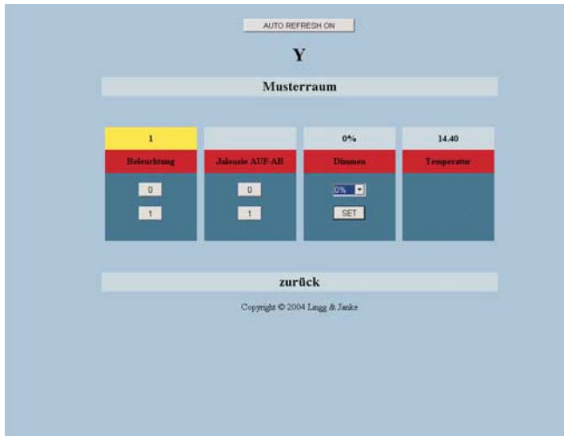 AUTO REFRESH ON
Y
Musterraum
1 0% 14.40
Beleuchtung Jalousie AUF-AB Dimmen Temperatur
0 0 0%
1 1 SET
zurück
Copyright © 2004 Lingg & Janke